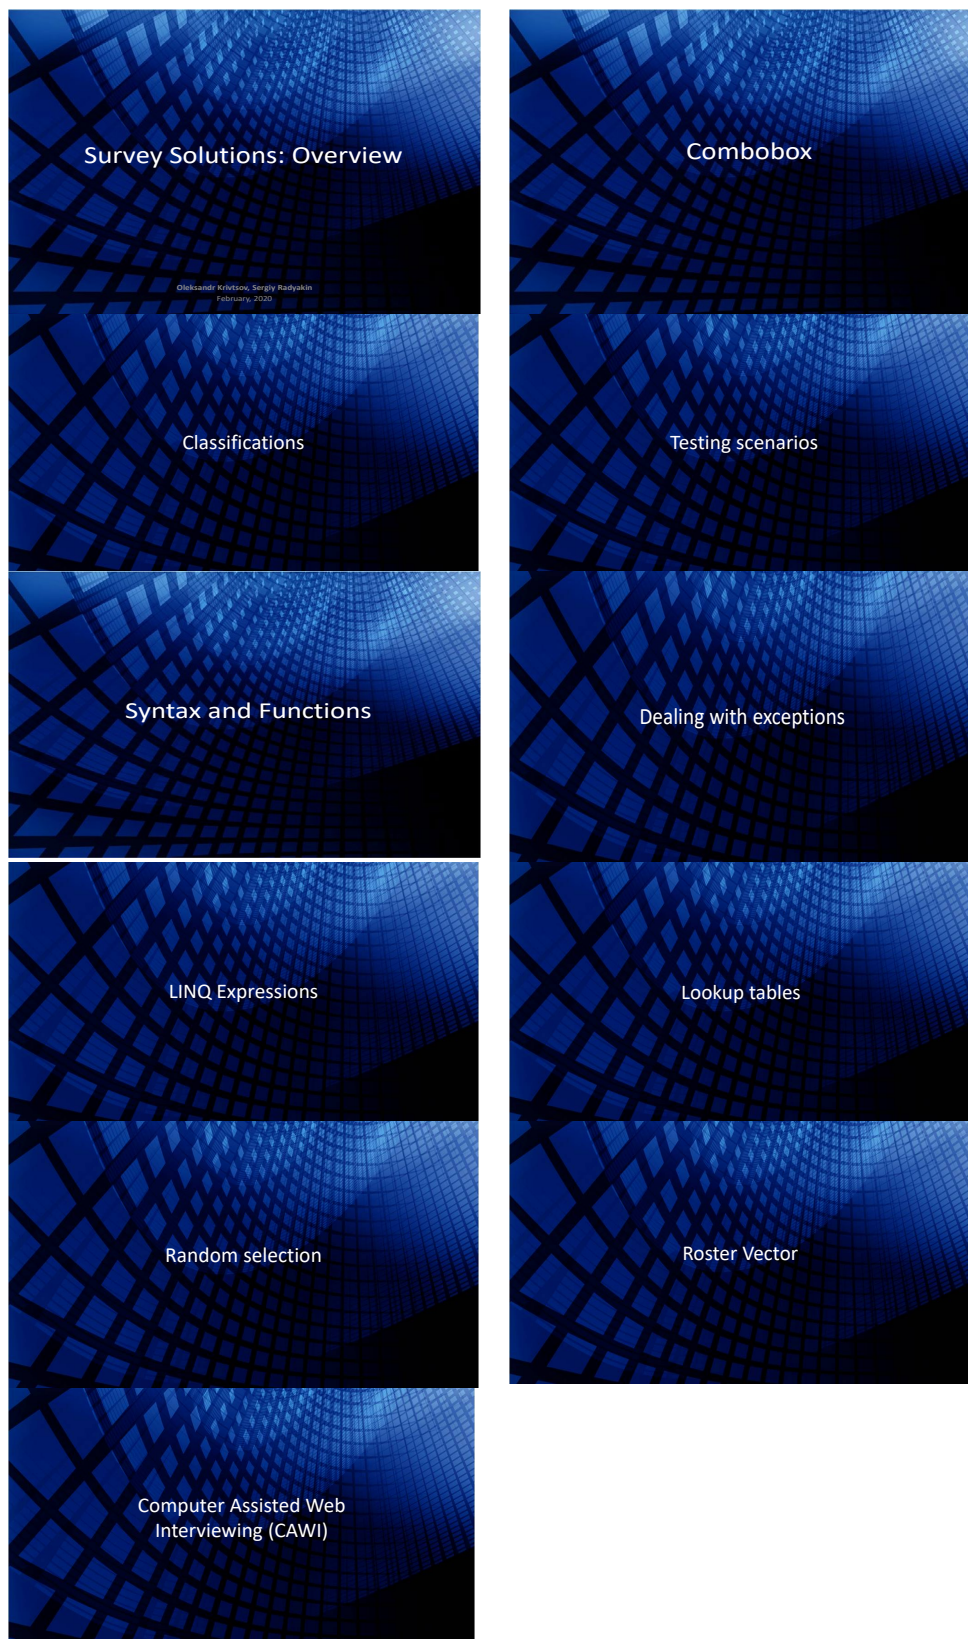 Survey Solutions: Overview
Oleksandr Krivtsov, Sergiy Radyakin
February, 2020
Combobox
Classifications
Testing scenarios
Syntax and Functions
Dealing with exceptions
LINQ Expressions
Lookup tables
Random selection
Roster Vector
Computer Assisted Web
Interviewing (CAWI)